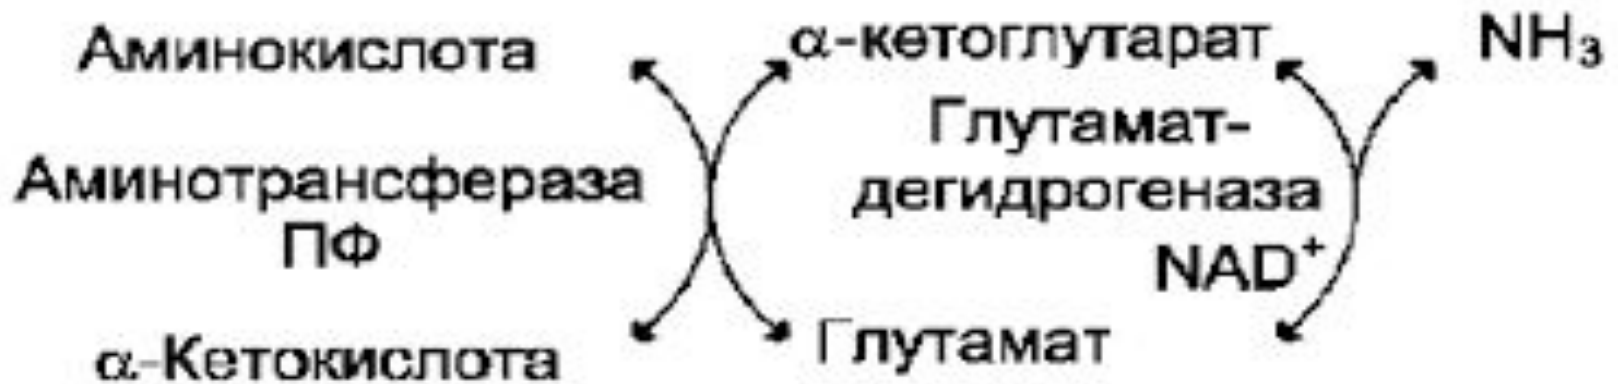 Аминокислота
α-кетоглутарат
NH₃
Глутамат-
дегидрогеназа
Аминотрансфераза
ПФ
NAD⁺
α-Кетокислота
Глутамат